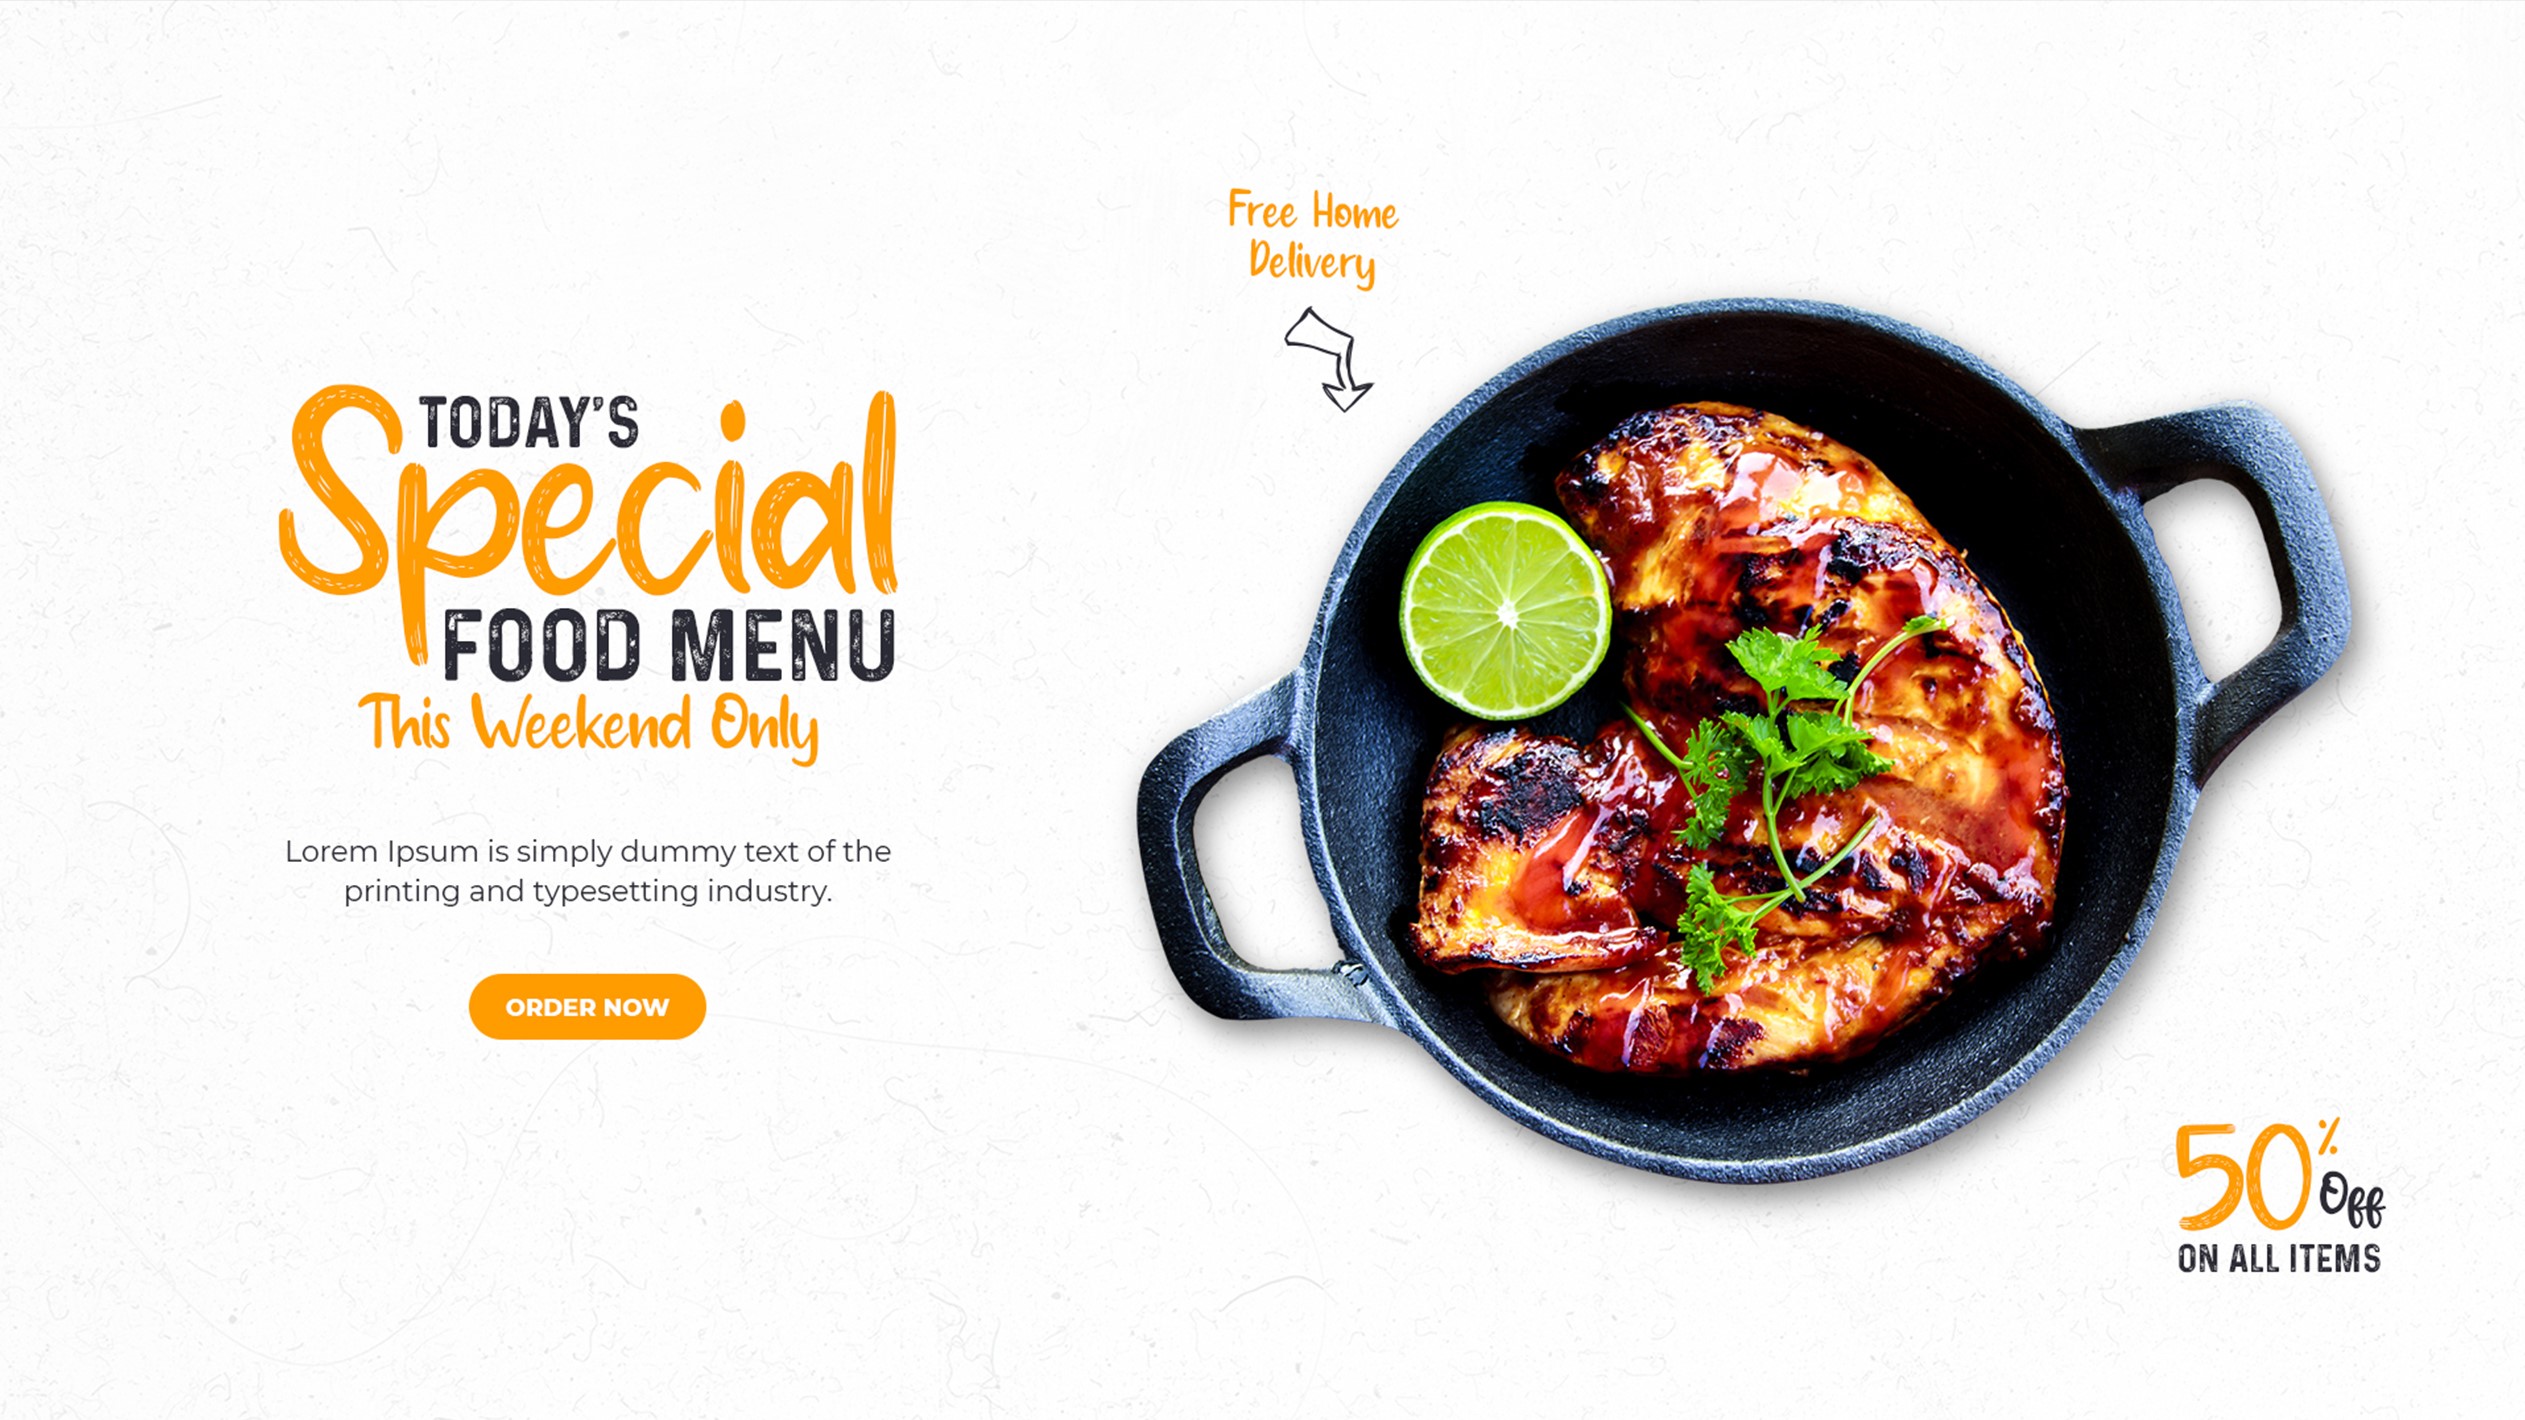 TODAY'S
Special
FOOD MENU
This Weekend Only
Lorem Ipsum is simply dummy text of the
printing and typesetting industry.
ORDER NOW
Free Home
Delivery
50% Off
ON ALL ITEMS